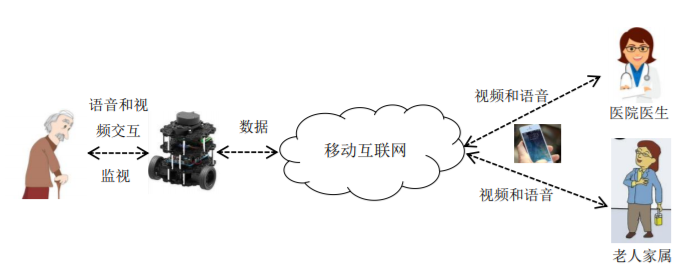 语音和视
频交互
监视
数据
移动互联网
视频和语音
医院医生
视频和语音
老人家属